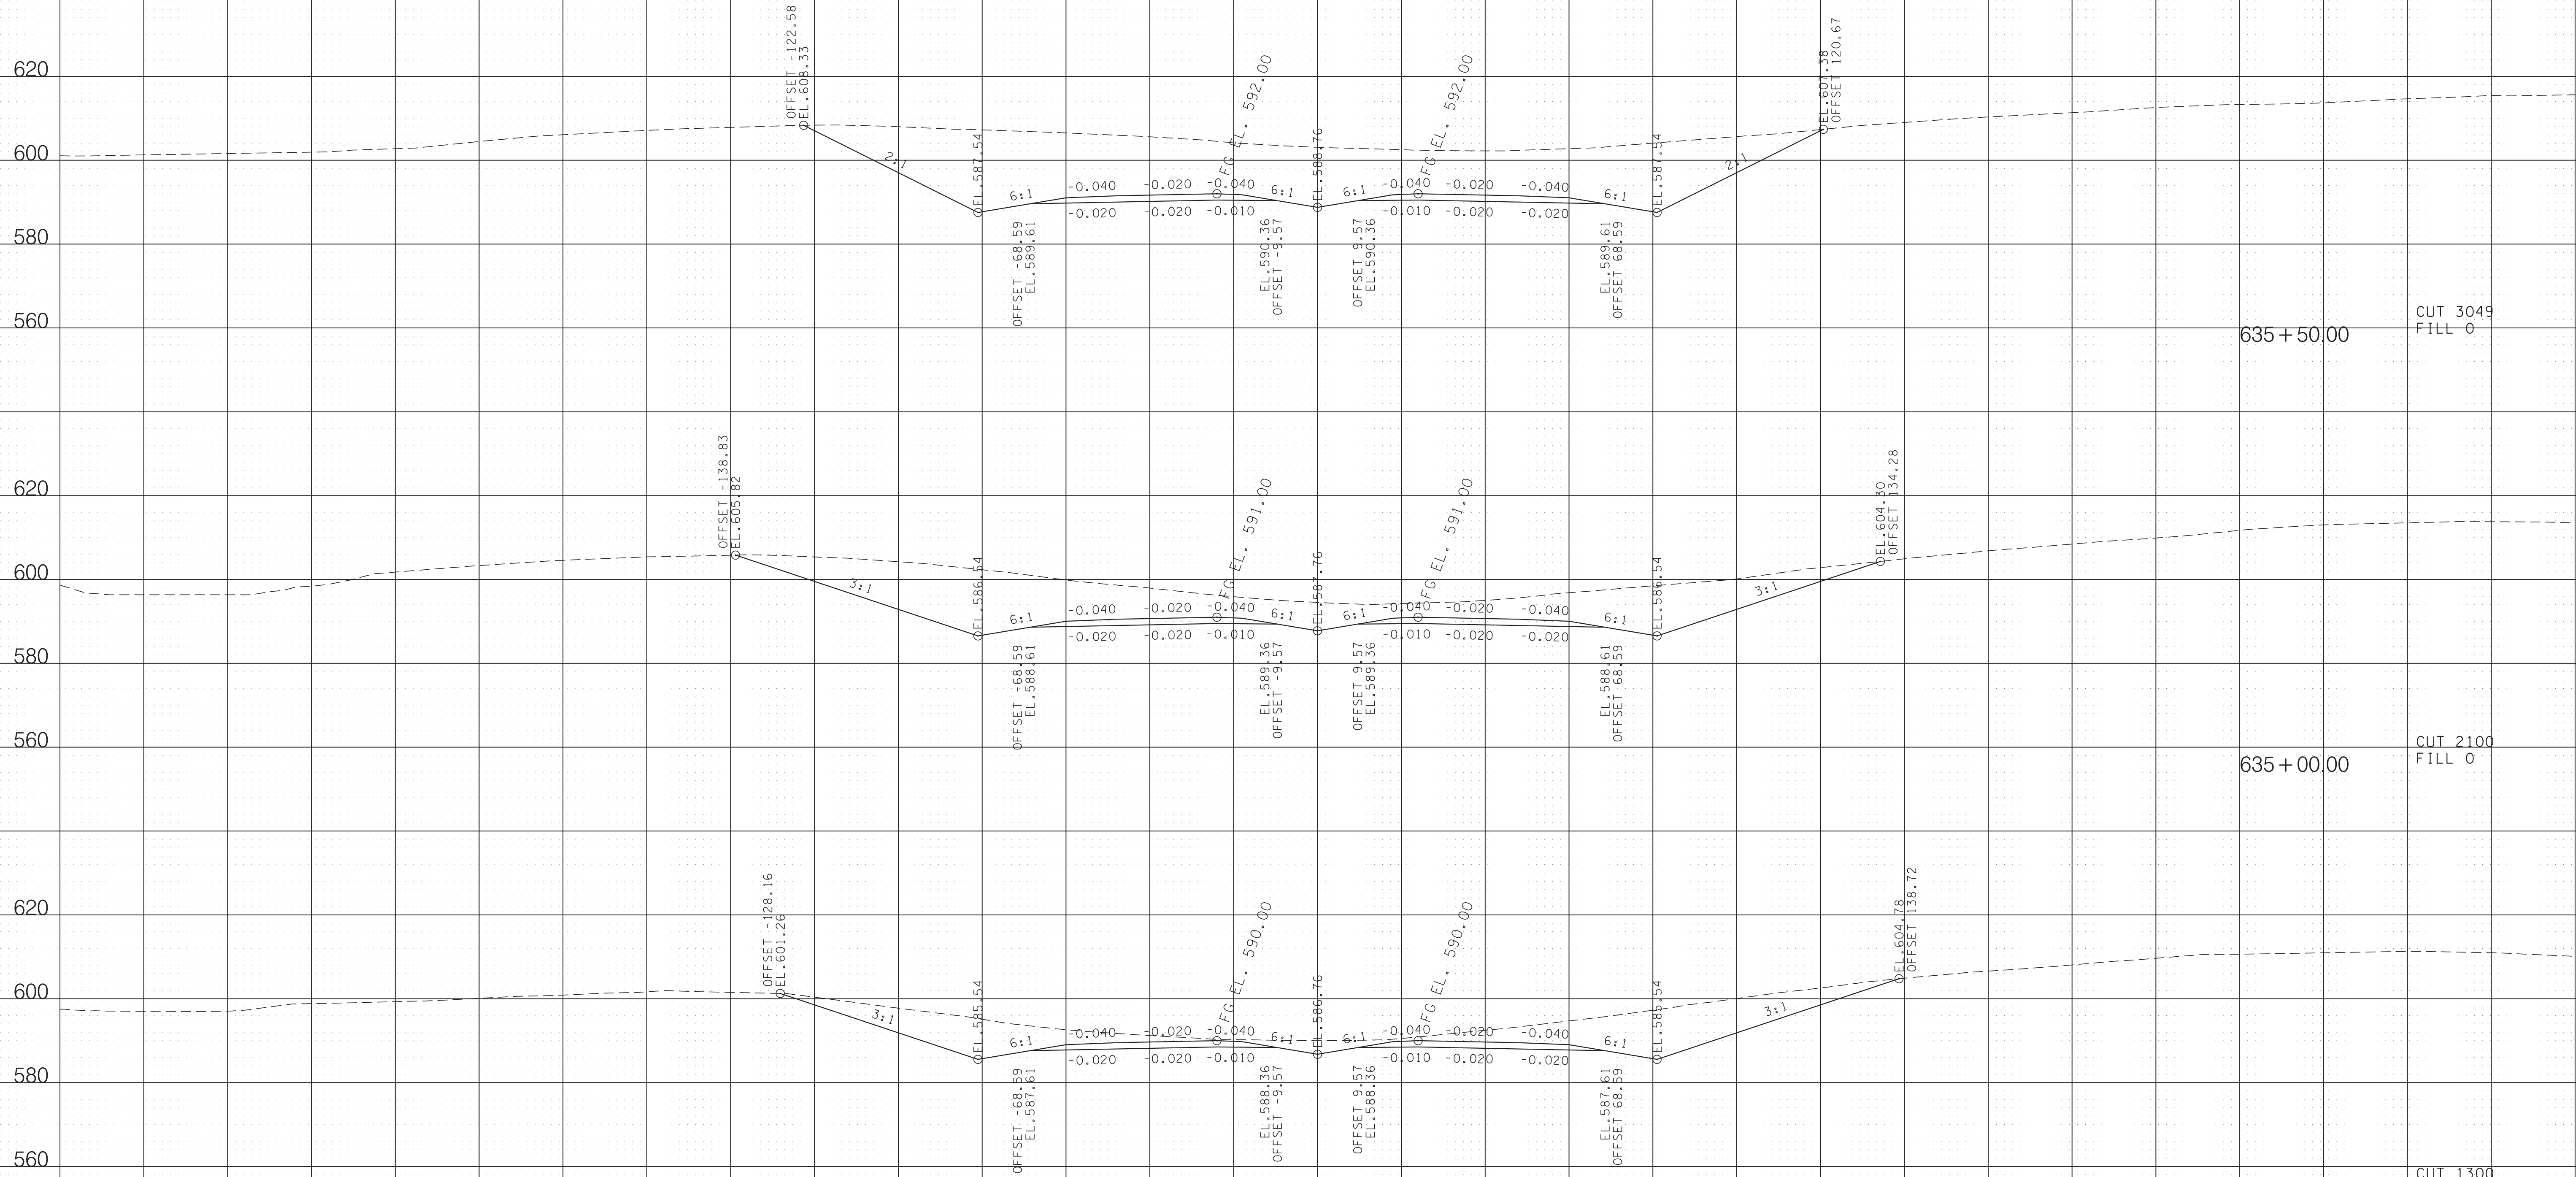 OFFSET -122.58
EL.608.33
EL.607.38
OFFSET 120.67
620
FG EL. 592.00
FG EL. 592.00
600
2:1
EL.587.54
EL.588.76
EL.587.54
2:1
6:1
-0.040
-0.020
-0.040
6:1
6:1
-0.040
-0.020
-0.040
6:1
-0.020
-0.020
-0.010
-0.010
-0.020
-0.020
580
OFFSET -68.59
EL.589.61
EL.590.36
OFFSET -9.57
OFFSET 9.57
EL.590.36
EL.589.61
OFFSET 68.59
560
635+50.00
CUT 3049
FILL 0
OFFSET -138.83
EL.605.82
EL.604.30
OFFSET 134.28
620
FG EL. 591.00
FG EL. 591.00
600
3:1
EL.586.54
EL.587.76
EL.586.54
3:1
6:1
-0.040
-0.020
-0.040
6:1
6:1
-0.040
-0.020
-0.040
6:1
-0.020
-0.020
-0.010
-0.010
-0.020
-0.020
580
OFFSET -68.59
EL.588.61
EL.589.36
OFFSET -9.57
OFFSET 9.57
EL.589.36
EL.588.61
OFFSET 68.59
560
635+00.00
CUT 2100
FILL 0
OFFSET -128.16
EL.601.26
EL.604.78
OFFSET 138.72
620
FG EL. 590.00
FG EL. 590.00
600
3:1
EL.585.54
EL.586.76
EL.585.54
3:1
6:1
-0.040
-0.020
-0.040
6:1
6:1
-0.040
-0.020
-0.040
6:1
-0.020
-0.020
-0.010
-0.010
-0.020
-0.020
580
OFFSET -68.59
EL.587.61
EL.588.36
OFFSET -9.57
OFFSET 9.57
EL.588.36
EL.587.61
OFFSET 68.59
560
CUT 1300